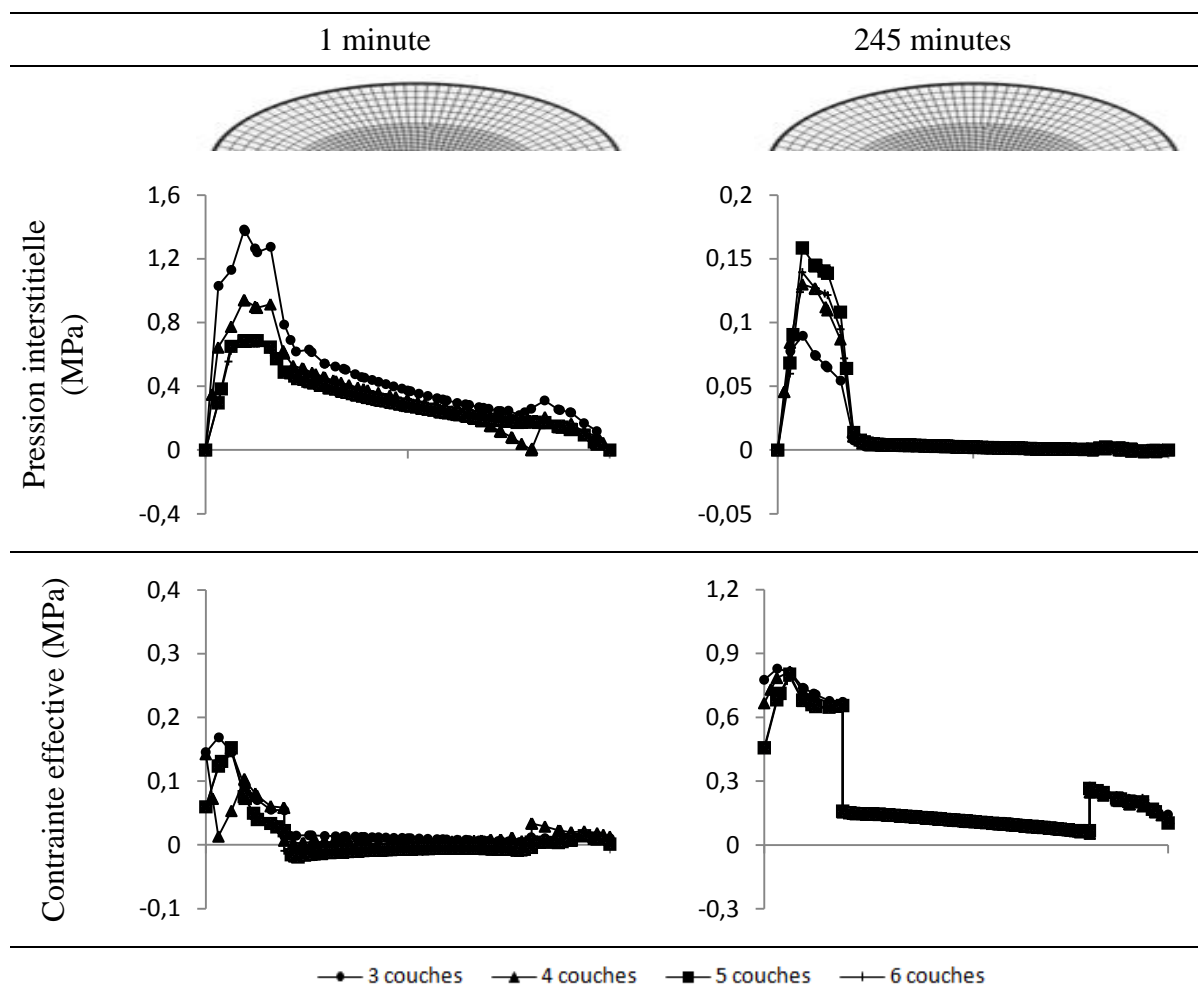 1 minute
245 minutes
Pression interstitielle
(MPa)
1,6
1,2
0,8
0,4
0
-0,4
0,2
0,15
0,1
0,05
0
-0,05
Contrainte effective (MPa)
0,4
0,3
0,2
0,1
0
-0,1
1,2
0,9
0,6
0,3
0
-0,3
3 couches
4 couches
5 couches
6 couches